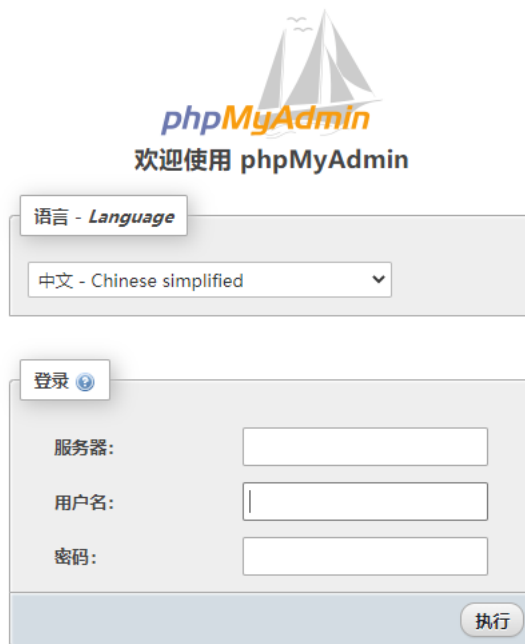 phpMyAdmin
欢迎使用 phpMyAdmin
语言 - Language
中文 - Chinese simplified
登录
服务器：
用户名：
密码：
执行